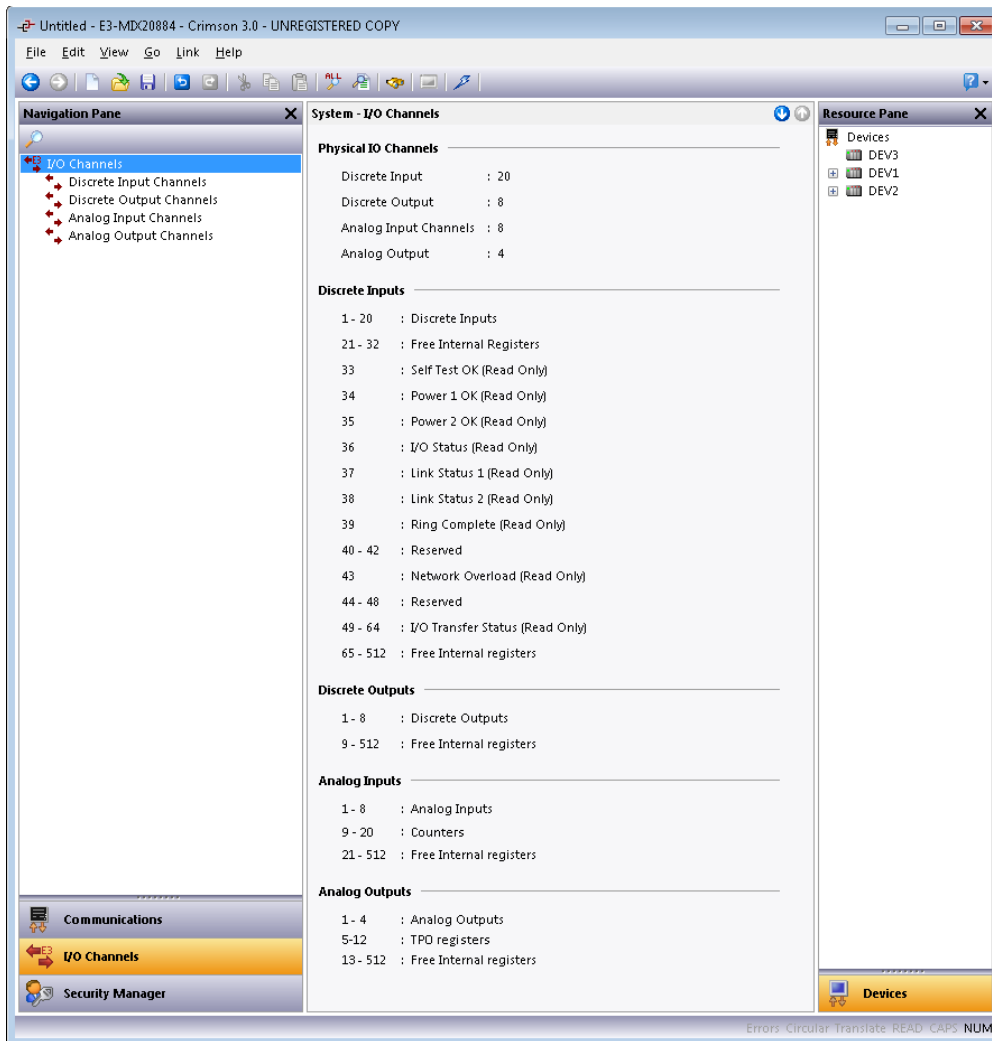 Untitled - E3-MIX20884 - Crimson 3.0 - UNREGISTERED COPY
File Edit View Go Link Help
ALL
Navigation Pane
I/O Channels
Discrete Input Channels
Discrete Output Channels
Analog Input Channels
Analog Output Channels
Communications
E3 I/O Channels
Security Manager
System - I/O Channels
Physical IO Channels
Discrete Input : 20
Discrete Output : 8
Analog Input Channels : 8
Analog Output : 4
Discrete Inputs
1 - 20 : Discrete Inputs
21 - 32 : Free Internal Registers
33 : Self Test OK (Read Only)
34 : Power 1 OK (Read Only)
35 : Power 2 OK (Read Only)
36 : I/O Status (Read Only)
37 : Link Status 1 (Read Only)
38 : Link Status 2 (Read Only)
39 : Ring Complete (Read Only)
40 - 42 : Reserved
43 : Network Overload (Read Only)
44 - 48 : Reserved
49 - 64 : I/O Transfer Status (Read Only)
65 - 512 : Free Internal registers
Discrete Outputs
1 - 8 : Discrete Outputs
9 - 512 : Free Internal registers
Analog Inputs
1 - 8 : Analog Inputs
9 - 20 : Counters
21 - 512 : Free Internal registers
Analog Outputs
1 - 4 : Analog Outputs
5-12 : TPO registers
13 - 512 : Free Internal registers
Resource Pane
Devices
DEV3
DEV1
DEV2
Devices
Errors Circular Translate READ CAPS NUM